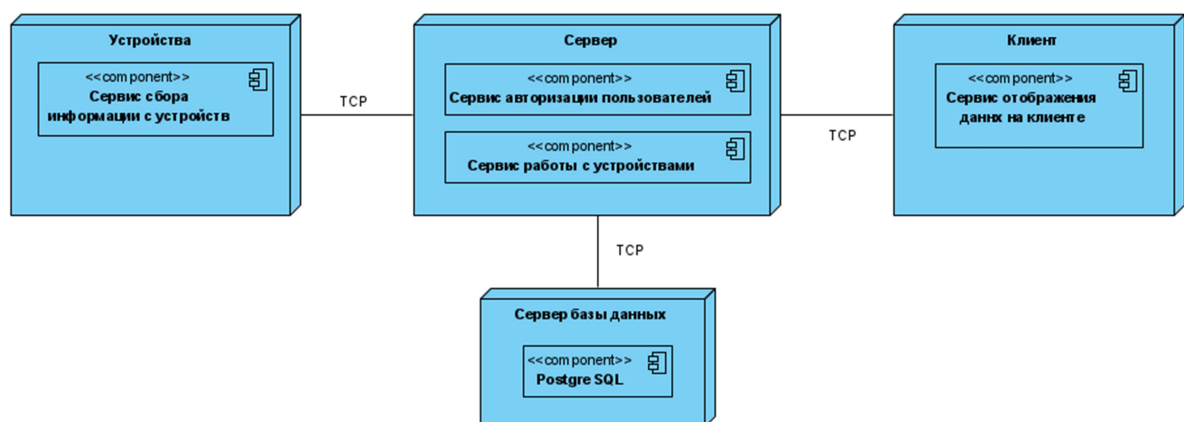 Устройства
<<component>>
Сервис сбора
информации с устройств
TCP
Сервер
<<component>>
Сервис авторизации пользователей
<<component>>
Сервис работы с устройствами
TCP
Клиент
<<component>>
Сервис отображения
даннх на клиенте
TCP
Сервер базы данных
<<component>>
Postgre SQL